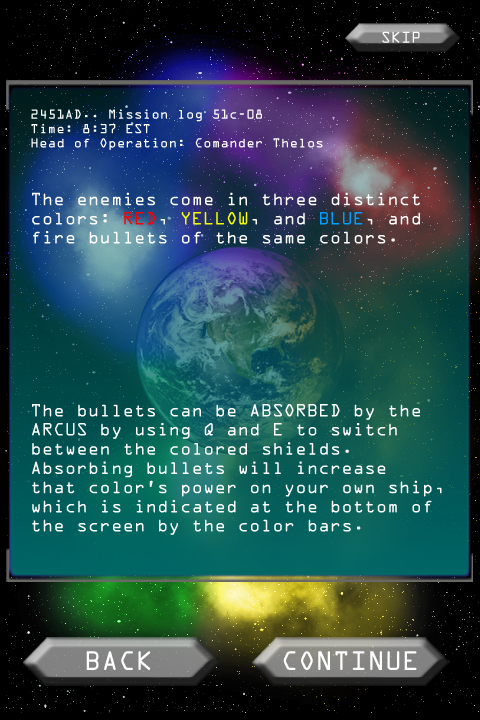 SKIP
2451AD.. Mission log 51c-08
Time: 8:37 EST
Head of Operation: Comander Thelos
The enemies come in three distinct
colors: RED, YELLOW, and BLUE, and
fire bullets of the same colors.
The bullets can be ABSORBED by the
ARCUS by using Q and E to switch
between the colored shields.
Absorbing bullets will increase
that color's power on your own ship,
which is indicated at the bottom of
the screen by the color bars.
BACK
CONTINUE